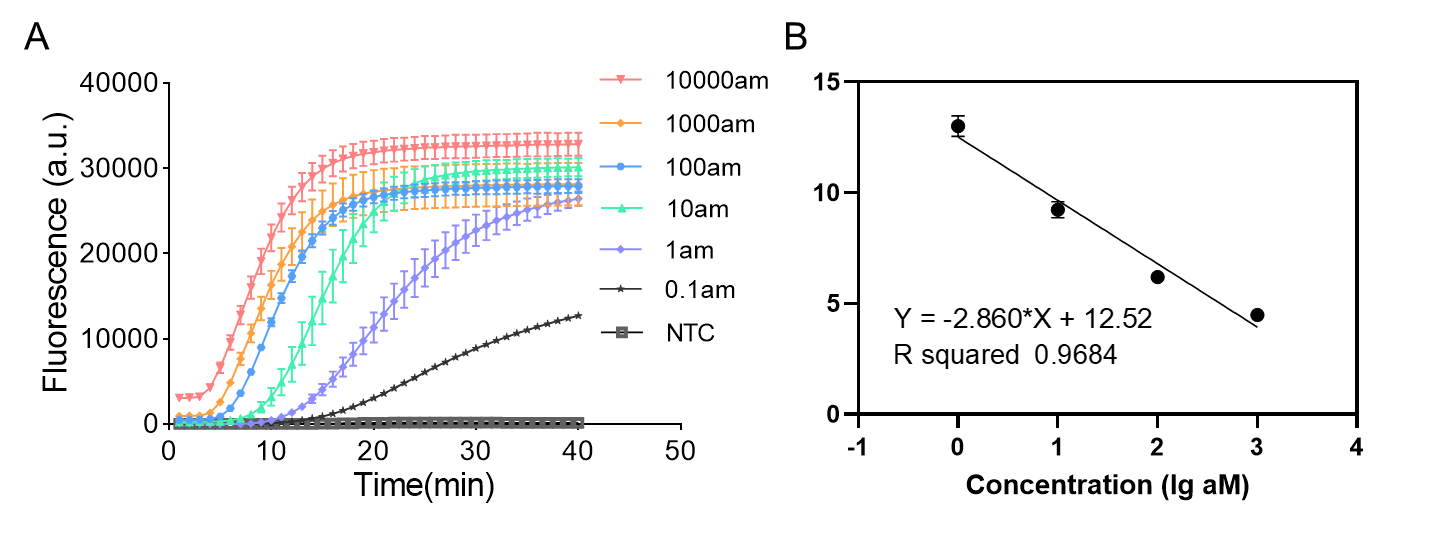 A
Fluorescence (a.u.)
40000
30000
20000
10000
0
0 10 20 30 40 50
Time(min)
10000am
1000am
100am
10am
1am
0.1am
NTC
B
15
10
5
0
Y = -2.860*X + 12.52
R squared 0.9684
-1 0 1 2 3 4
Concentration (lg aM)